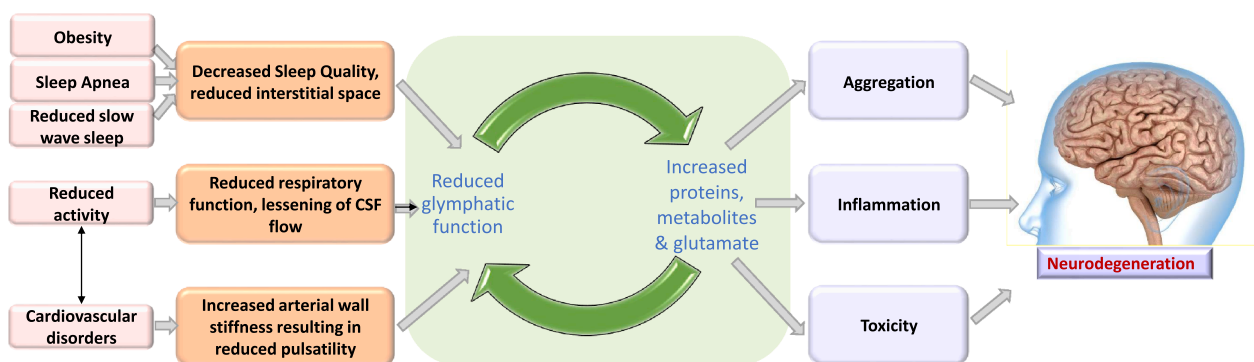 Obesity
Sleep Apnea
Reduced slow
wave sleep
Reduced
activity
Cardiovascular
disorders
Decreased Sleep Quality,
reduced interstitial space
Reduced respiratory
function, lessening of CSF
flow
Increased arterial wall
stiffness resulting in
reduced pulsatility
Reduced
glymphatic
function
Increased
proteins,
metabolites
& glutamate
Aggregation
Inflammation
Toxicity
Neurodegeneration